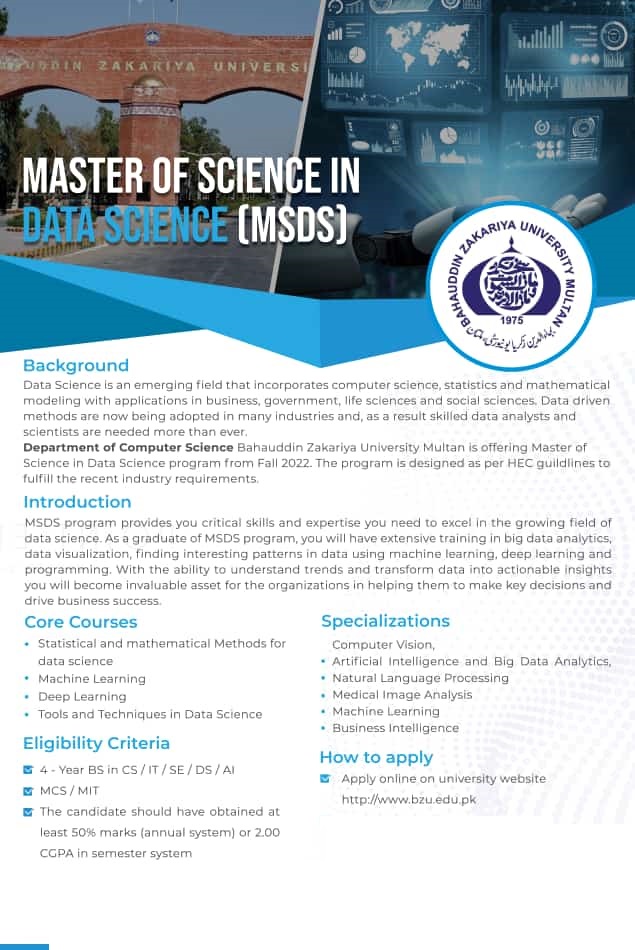 UDDIN ZAKARIYA UNIVERSI
MASTER OF SCIENCE IN
DATA SCIENCE (MSDS)
BAHAUDDIN ZAKARIYA UNIVERSITY MULTAN
1975
بہاءالدین زکریا یونیورسٹی، ملتان
Background
Data Science is an emerging field that incorporates computer science, statistics and mathematical
modeling with applications in business, government, life sciences and social sciences. Data driven
methods are now being adopted in many industries and, as a result skilled data analysts and
scientists are needed more than ever.
Department of Computer Science Bahauddin Zakariya University Multan is offering Master of
Science in Data Science program from Fall 2022. The program is designed as per HEC guildlines to
fulfill the recent industry requirements.
Introduction
MSDS program provides you critical skills and expertise you need to excel in the growing field of
data science. As a graduate of MSDS program, you will have extensive training in big data analytics,
data visualization, finding interesting patterns in data using machine learning, deep learning and
programming. With the ability to understand trends and transform data into actionable insights
you will become invaluable asset for the organizations in helping them to make key decisions and
drive business success.
Core Courses
• Statistical and mathematical Methods for
data science
• Machine Learning
• Deep Learning
• Tools and Techniques in Data Science
Eligibility Criteria
4 - Year BS in CS / IT / SE / DS / AI
MCS / MIT
The candidate should have obtained at
least 50% marks (annual system) or 2.00
CGPA in semester system
Specializations
Computer Vision,
• Artificial Intelligence and Big Data Analytics,
• Natural Language Processing
• Medical Image Analysis
• Machine Learning
• Business Intelligence
How to apply
Apply online on university website
http://www.bzu.edu.pk